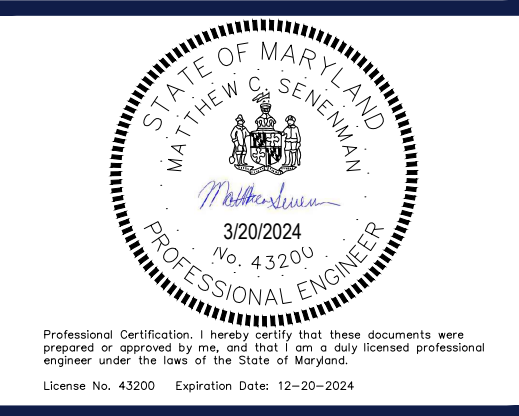 STATE OF MARYLAND
MATTHEW C. SENENMAN
Matthew Senenman
3/20/2024
No. 43200
PROFESSIONAL ENGINEER
Professional Certification. I hereby certify that these documents were
prepared or approved by me, and that I am a duly licensed professional
engineer under the laws of the State of Maryland.
License No. 43200 Expiration Date: 12-20-2024